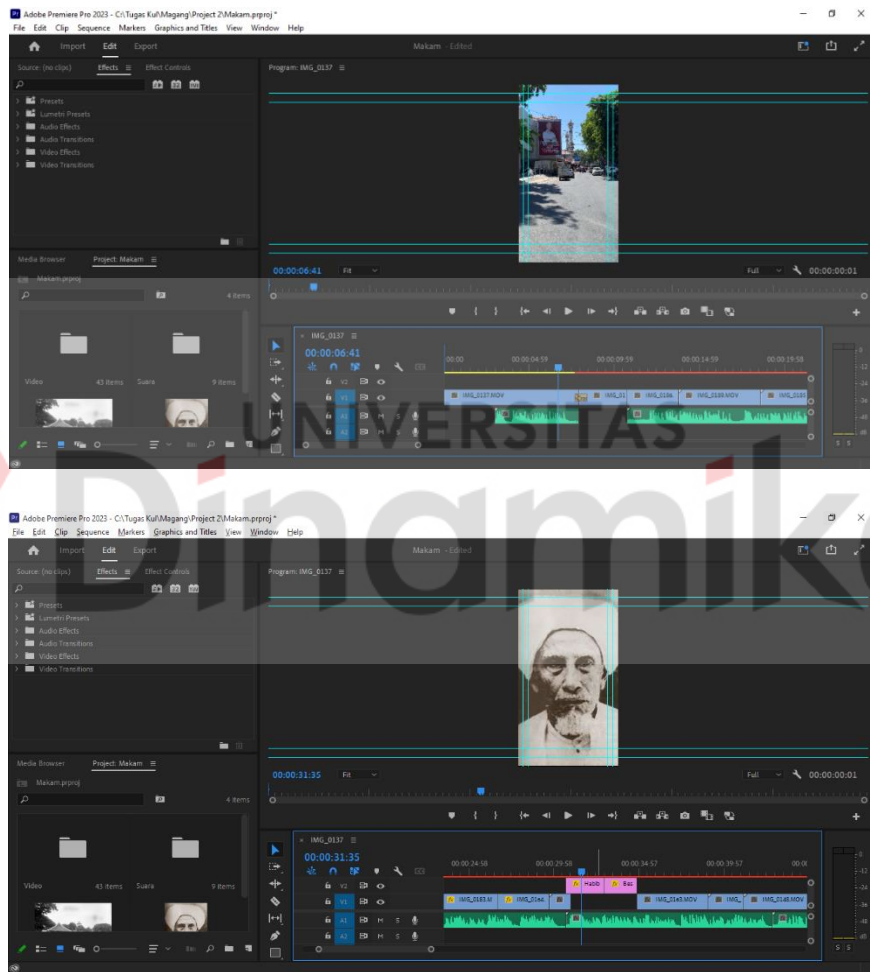 Adobe Premiere Pro 2023 - C:\Tugas Kul\Magang\Project 2\Makam.prproj *
File Edit Clip Sequence Markers Graphics and Titles View Window Help
Import Edit Export
Makam - Edited
Source: (no clips) Effects Effect Controls
Program: IMG_0137
Presets
Lumetri Presets
Audio Effects
Audio Transitions
Video Effects
Video Transitions
Media Browser Project: Makam
Makam.prproj
4 items
Video 43 items Suara 9 items
00:00:06:41 Fit Full 00:00:00:01
IMG_0137
00:00:06:41
00:00 00:00:04:59 00:00:09:59 00:00:14:59 00:00:19:58
V2
V1 IMG_0137.MOV
A1 M S
A2 M S
S S
UNIVERSITAS
Dinamika
Adobe Premiere Pro 2023 - C:\Tugas Kul\Magang\Project 2\Makam.prproj *
File Edit Clip Sequence Markers Graphics and Titles View Window Help
Import Edit Export
Makam - Edited
Source: (no clips) Effects Effect Controls
Program: IMG_0137
Presets
Lumetri Presets
Audio Effects
Audio Transitions
Video Effects
Video Transitions
Media Browser Project: Makam
Makam.prproj
4 items
Video 43 items Suara 9 items
00:00:31:35 Fit Full 00:00:00:01
IMG_0137
00:00:31:35
00:00:24:58 00:00:29:58 00:00:34:57 00:00:39:57 00:0
V2 Habib Bas
V1 IMG_0183.M IMG_0143.MOV IMG_ IMG_0148.MOV
A1 M S
A2 M S
S S